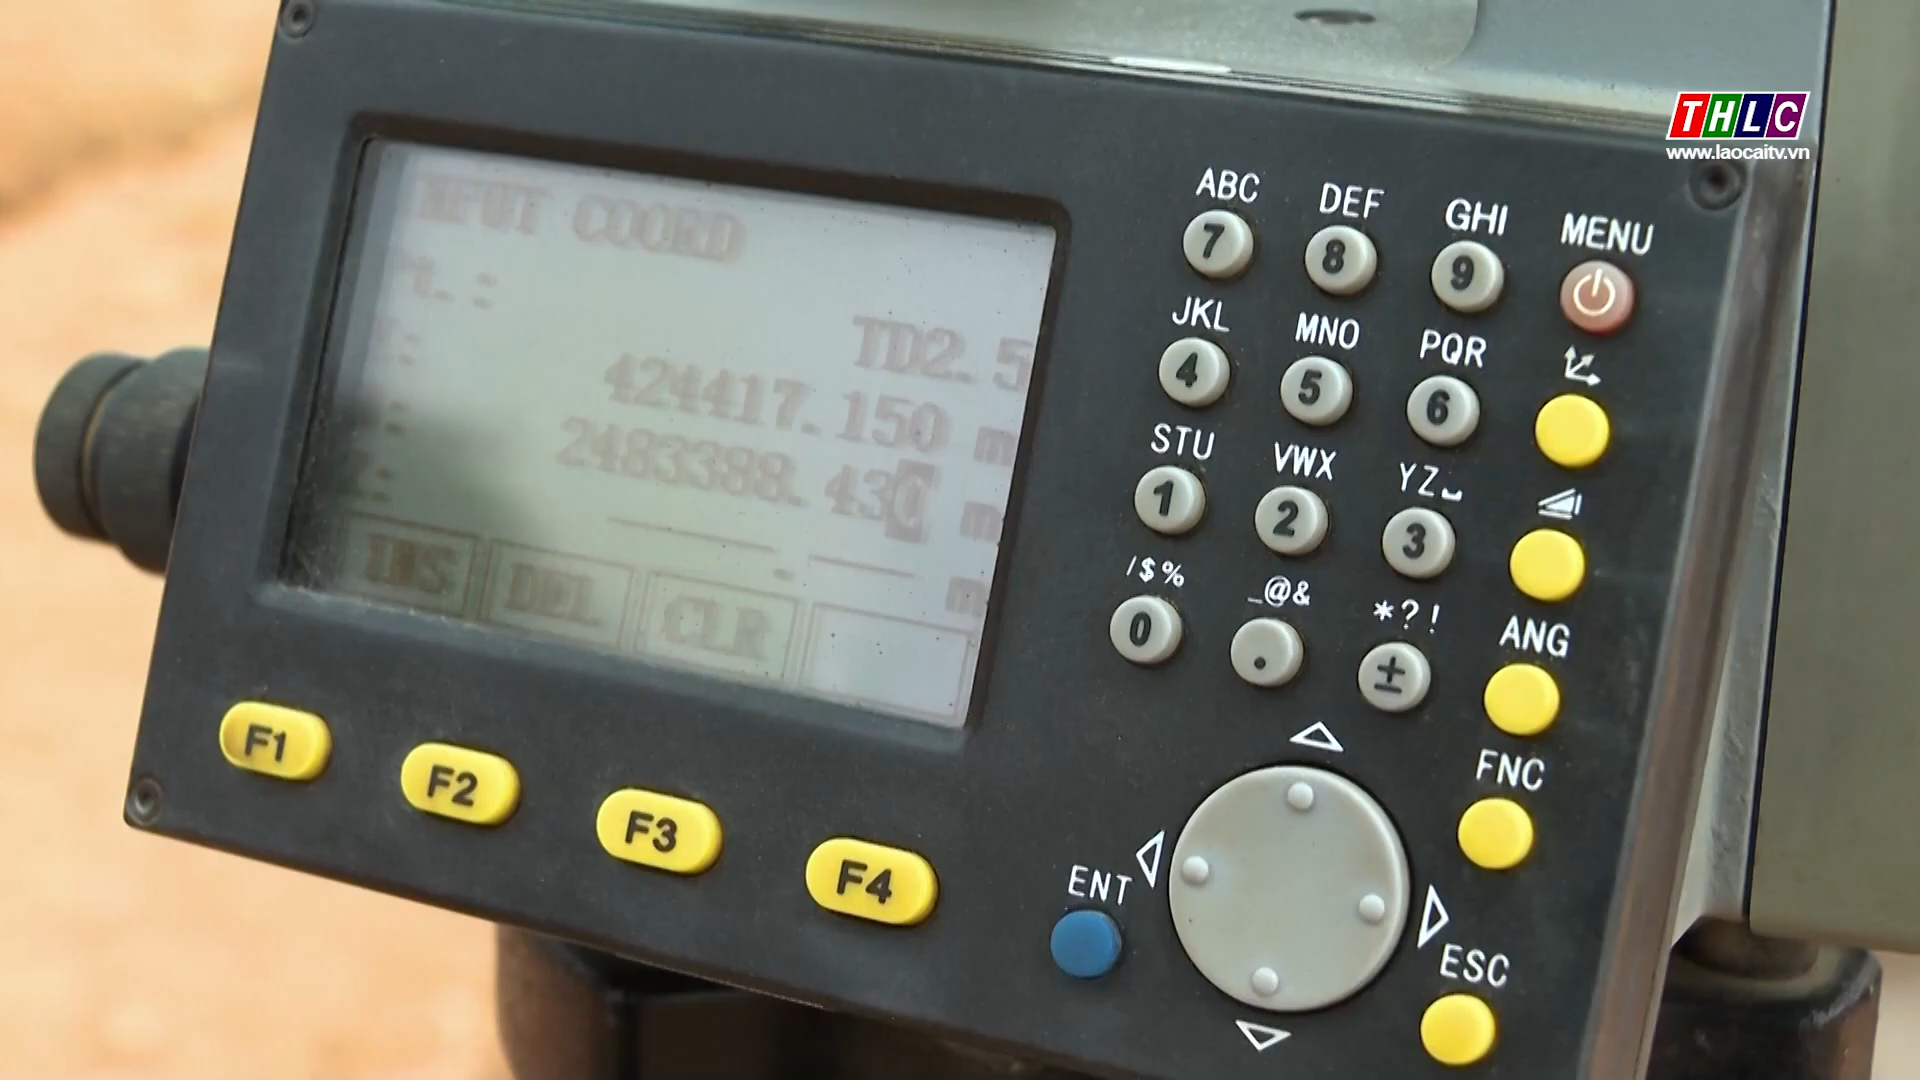 THLC
www.laocaitv.vn
INPUT COORD
Pt.:
TD2.5
424417.150 m
2483388.430 m
Z: m
INS DEL CLR
F1 F2 F3 F4
ABC DEF GHI MENU
7 8 9
JKL MNO PQR
4 5 6
STU VWX YZ
1 2 3
/$% _@& *?!
0 . ±
ANG
FNC
ENT
ESC